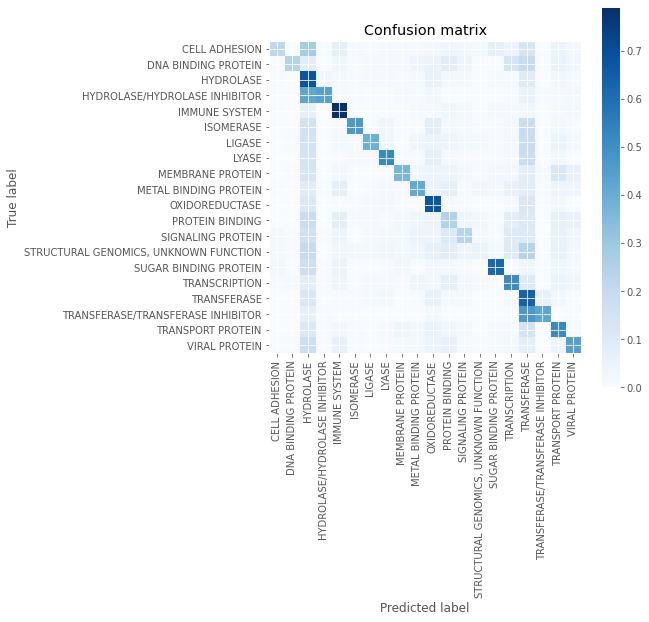 Confusion matrix
True label
CELL ADHESION
DNA BINDING PROTEIN
HYDROLASE
HYDROLASE/HYDROLASE INHIBITOR
IMMUNE SYSTEM
ISOMERASE
LIGASE
LYASE
MEMBRANE PROTEIN
METAL BINDING PROTEIN
OXIDOREDUCTASE
PROTEIN BINDING
SIGNALING PROTEIN
STRUCTURAL GENOMICS, UNKNOWN FUNCTION
SUGAR BINDING PROTEIN
TRANSCRIPTION
TRANSFERASE
TRANSFERASE/TRANSFERASE INHIBITOR
TRANSPORT PROTEIN
VIRAL PROTEIN
CELL ADHESION
DNA BINDING PROTEIN
HYDROLASE
HYDROLASE/HYDROLASE INHIBITOR
IMMUNE SYSTEM
ISOMERASE
LIGASE
LYASE
MEMBRANE PROTEIN
METAL BINDING PROTEIN
OXIDOREDUCTASE
PROTEIN BINDING
SIGNALING PROTEIN
STRUCTURAL GENOMICS, UNKNOWN FUNCTION
SUGAR BINDING PROTEIN
TRANSCRIPTION
TRANSFERASE
TRANSFERASE/TRANSFERASE INHIBITOR
TRANSPORT PROTEIN
VIRAL PROTEIN
Predicted label
0.7
0.6
0.5
0.4
0.3
0.2
0.1
0.0